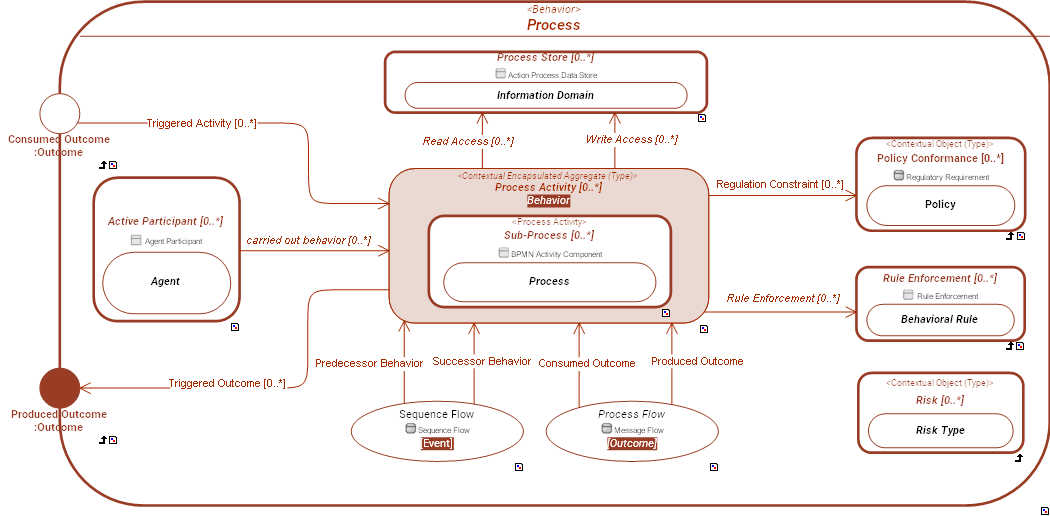 <Behavior>
Process
Process Store [0..*]
Action Process Data Store
Information Domain
Consumed Outcome
:Outcome
Triggered Activity [0..*]
Read Access [0..*]
Write Access [0..*]
<Contextual Object (Type)>
Policy Conformance [0..*]
Regulatory Requirement
Policy
<Contextual Encapsulated Aggregate (Type)>
Process Activity [0..*]
Behavior
Regulation Constraint [0..*]
Active Participant [0..*]
Agent Participant
Agent
carried out behavior [0..*]
<Process Activity>
Sub-Process [0..*]
BPMN Activity Component
Process
Rule Enforcement [0..*]
Rule Enforcement [0..*]
Rule Enforcement
Behavioral Rule
Predecessor Behavior
Successor Behavior
Consumed Outcome
Produced Outcome
Triggered Outcome [0..*]
Produced Outcome
:Outcome
Sequence Flow
Sequence Flow
[Event]
Process Flow
Message Flow
[Outcome]
<Contextual Object (Type)>
Risk [0..*]
Risk Type